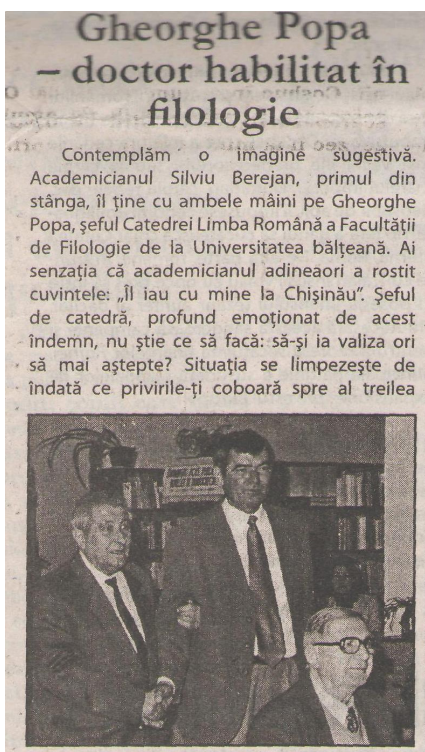 Gheorghe Popa
– doctor habilitat în
filologie
Contemplăm o imagine sugestivă.
Academicianul Silviu Berejan, primul din
stânga, îl ține cu ambele mâini pe Gheorghe
Popa, șeful Catedrei Limba Română a Facultății
de Filologie de la Universitatea bălțeană. Ai
senzația că academicianul adineaori a rostit
cuvintele: „Îl iau cu mine la Chișinău”. Șeful
de catedră, profund emoționat de acest
îndemn, nu știe ce să facă: să-și ia valiza ori
să mai aștepte? Situația se limpezește de
îndată ce privirile-ți coboară spre al treilea